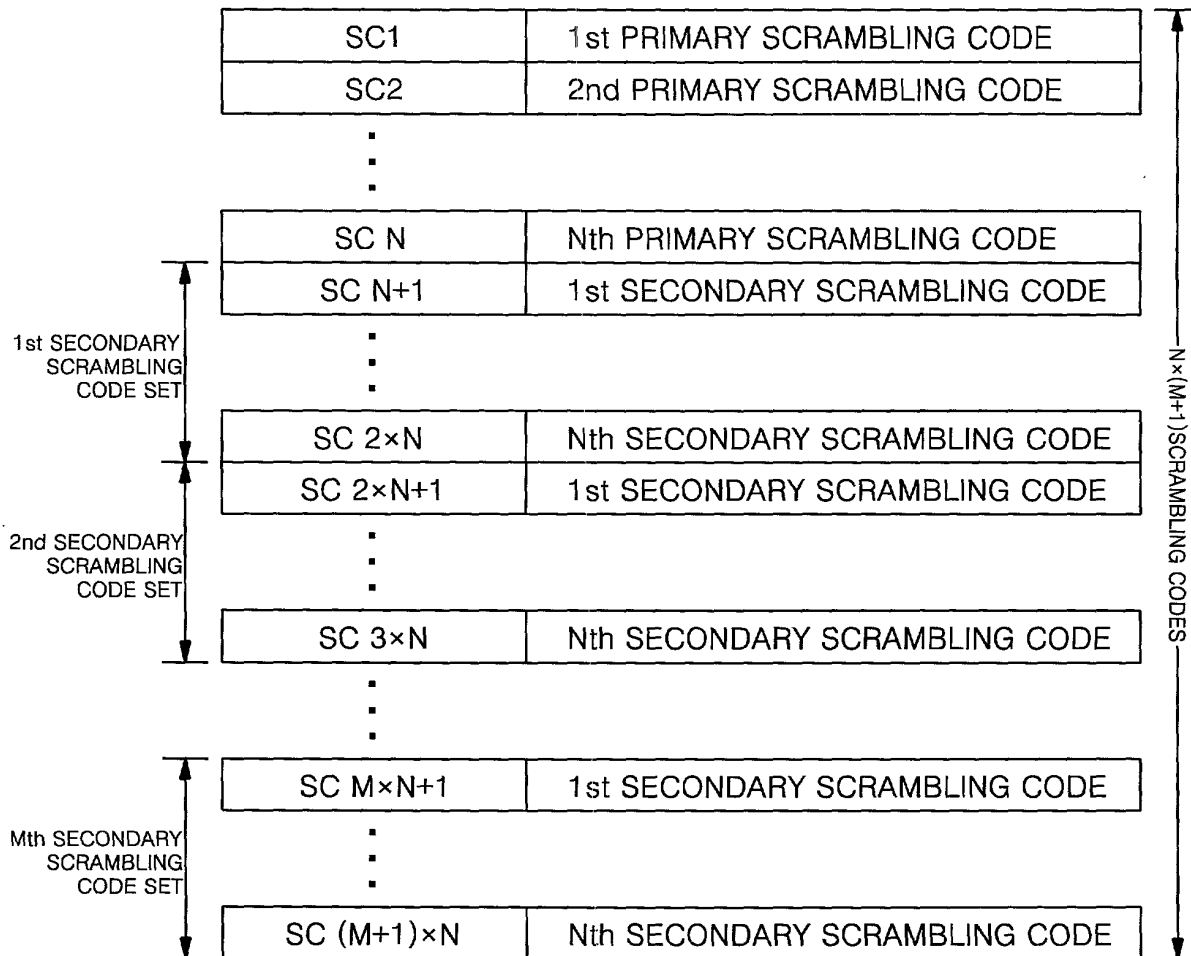 SC1 1st PRIMARY SCRAMBLING CODE
SC2 2nd PRIMARY SCRAMBLING CODE
SC N Nth PRIMARY SCRAMBLING CODE
SC N+1 1st SECONDARY SCRAMBLING CODE
1st SECONDARY
SCRAMBLING
CODE SET
SC 2×N Nth SECONDARY SCRAMBLING CODE
SC 2×N+1 1st SECONDARY SCRAMBLING CODE
2nd SECONDARY
SCRAMBLING
CODE SET
SC 3×N Nth SECONDARY SCRAMBLING CODE
SC M×N+1 1st SECONDARY SCRAMBLING CODE
Mth SECONDARY
SCRAMBLING
CODE SET
SC (M+1)×N Nth SECONDARY SCRAMBLING CODE
N×(M+1)SCRAMBLING CODES